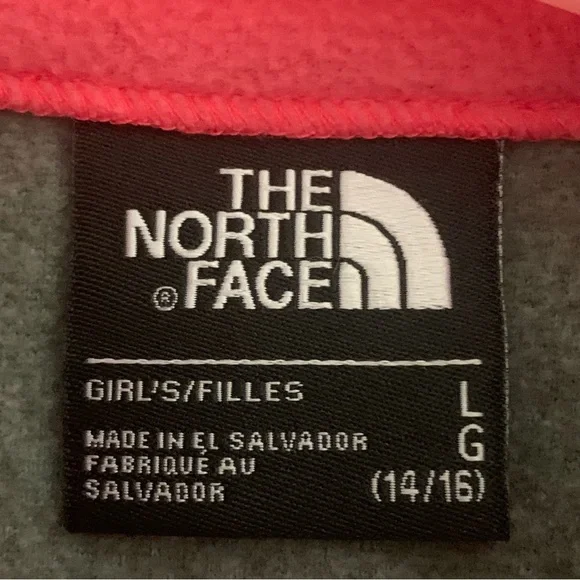 THE
NORTH
® FACE
GIRL'S/FILLES L
G
MADE IN EL SALVADOR
FABRIQUÉ AU
SALVADOR (14/16)